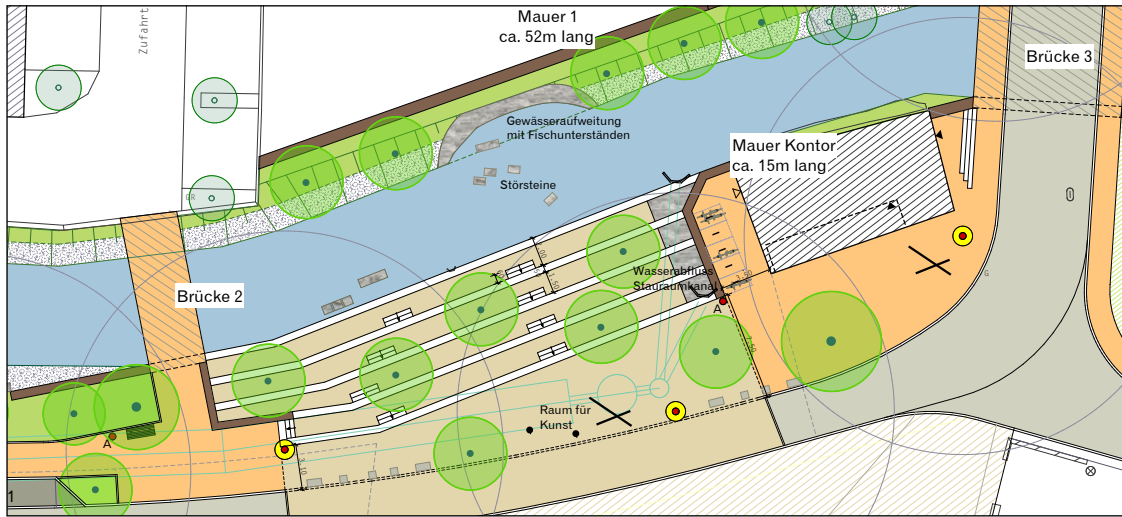 Zufahrt
Mauer 1
ca. 52m lang
Brücke 3
Gewässeraufweitung
mit Fischunterständen
Mauer Kontor
ca. 15m lang
Störsteine
Wasserabfluss
Stauraumkanal
Brücke 2
A
A
Raum für
Kunst
1